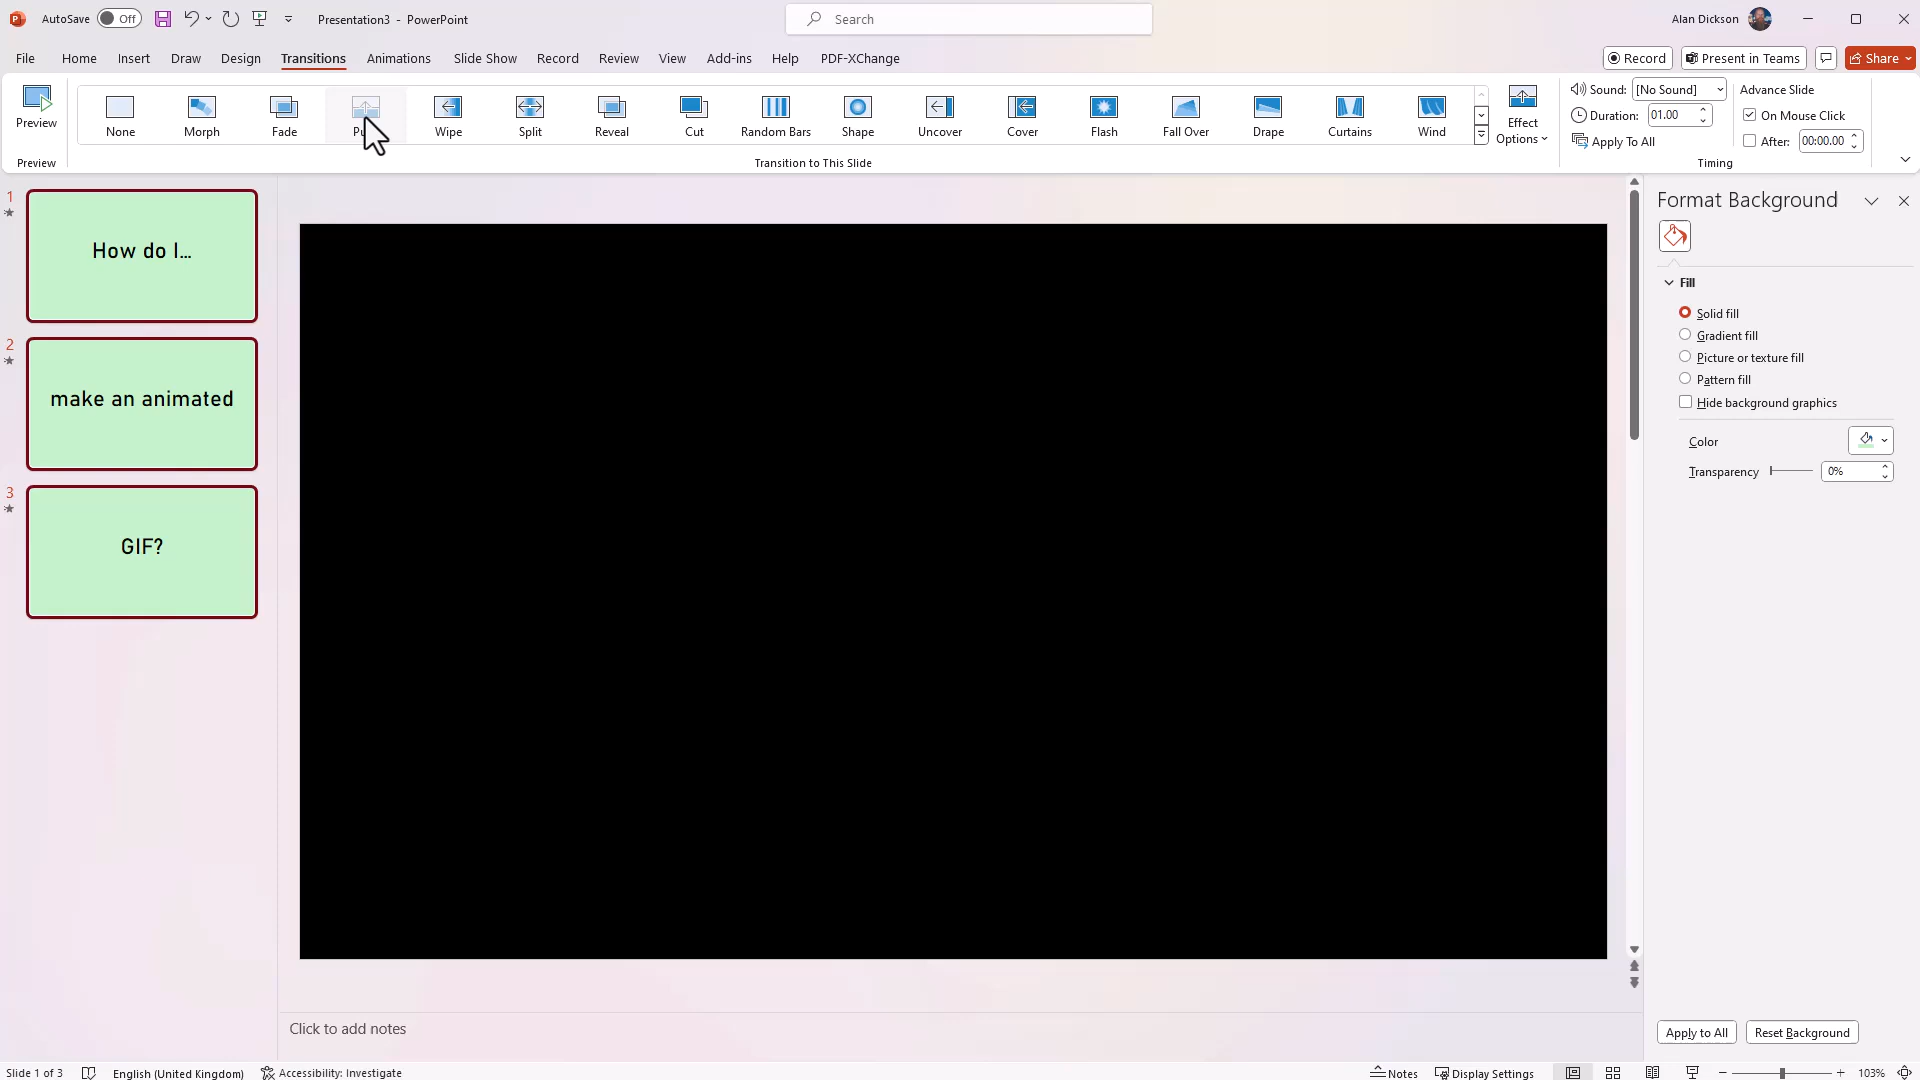 AutoSave Off Presentation3 - PowerPoint Search Alan Dickson
File Home Insert Draw Design Transitions Animations Slide Show Record Review View Add-ins Help PDF-XChange Record Present in Teams Share
Preview None Morph Fade Wipe Split Reveal Cut Random Bars Shape Uncover Cover Flash Fall Over Drape Curtains Wind Effect Options
Sound: [No Sound] Advance Slide
Duration: 01.00 On Mouse Click
Apply To All After: 00:00.00
Preview Transition to This Slide Timing
1
How do I...
2
make an animated
3
GIF?
Format Background
Fill
Solid fill
Gradient fill
Picture or texture fill
Pattern fill
Hide background graphics
Color
Transparency 0%
Click to add notes
Apply to All Reset Background
Slide 1 of 3 English (United Kingdom) Accessibility: Investigate Notes Display Settings 103%